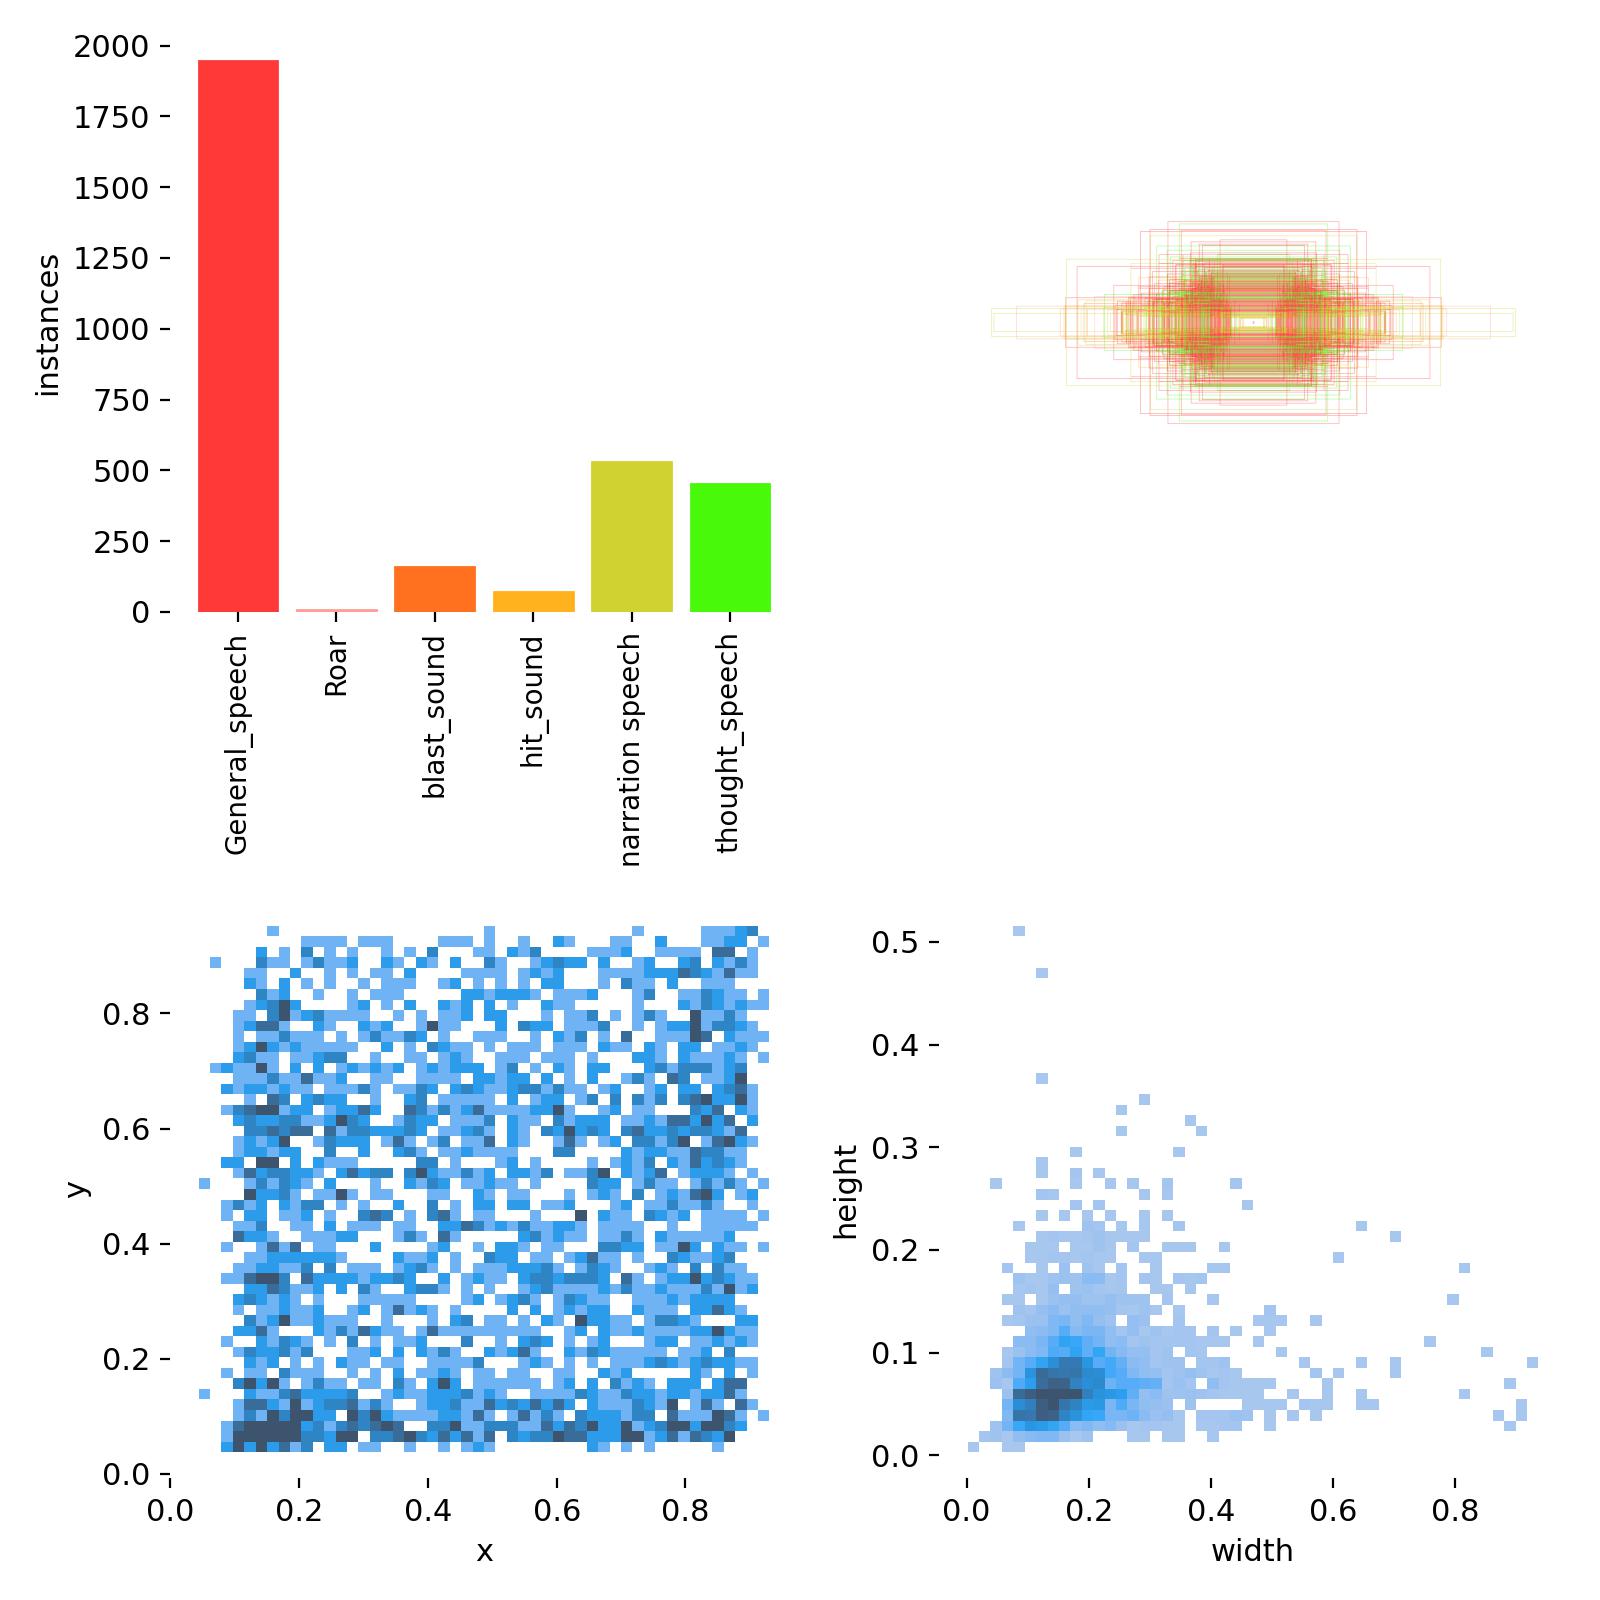 2000
1750
1500
1250
1000
750
500
250
0
instances
General_speech
Roar
blast_sound
hit_sound
narration speech
thought_speech
0.8
0.6
0.4
0.2
0.0
y
0.0 0.2 0.4 0.6 0.8
x
0.5
0.4
0.3
0.2
0.1
0.0
height
0.0 0.2 0.4 0.6 0.8
width